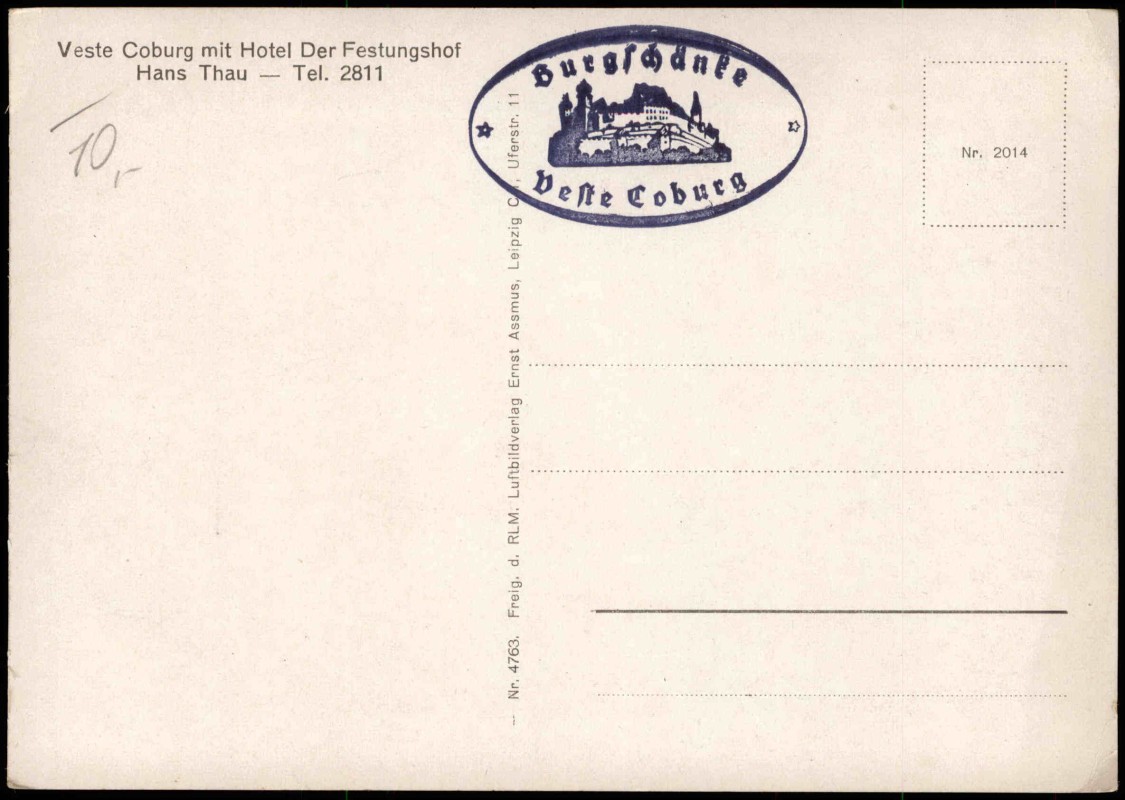 Veste Coburg mit Hotel Der Festungshof
Hans Thau — Tel. 2811
10,-
Burgſchänke
Veſte Coburg
Nr. 2014
— Nr. 4763. Freig. d. RLM. Luftbildverlag Ernst Assmus, Leipzig C , Uferstr. 11